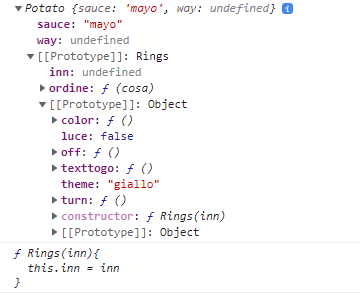 ▼Potato {sauce: 'mayo', way: undefined} i
sauce: "mayo"
way: undefined
▼[[Prototype]]: Rings
inn: undefined
▶ordine: ƒ (cosa)
▼[[Prototype]]: Object
▶color: ƒ ()
luce: false
▶off: ƒ ()
▶texttogo: ƒ ()
theme: "giallo"
▶turn: ƒ ()
▶constructor: ƒ Rings(inn)
▶[[Prototype]]: Object
ƒ Rings(inn){
this.inn = inn
}